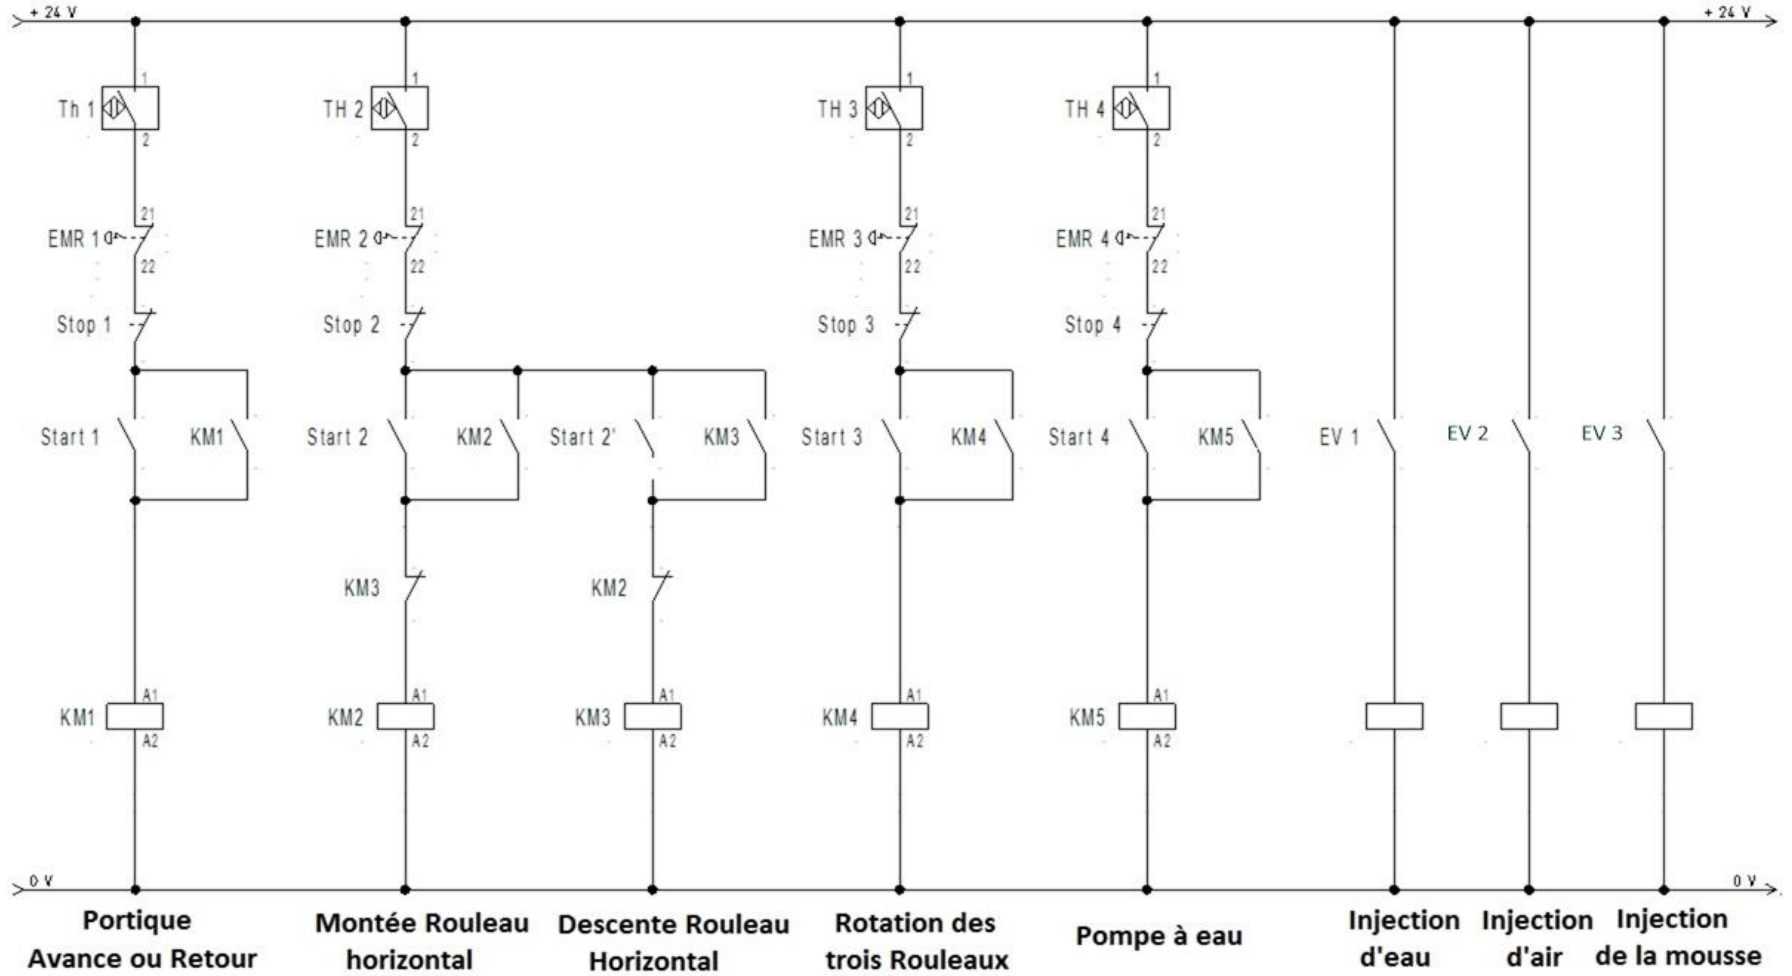 + 24 V + 24 V
1 1 1 1
Th 1 TH 2 TH 3 TH 4
2 2 2 2
21 21 21 21
EMR 1 EMR 2 EMR 3 EMR 4
22 22 22 22
Stop 1 Stop 2 Stop 3 Stop 4
Start 1 KM1 Start 2 KM2 Start 2' KM3 Start 3 KM4 Start 4 KM5 EV 1 EV 2 EV 3
KM3 KM2
A1 A1 A1 A1 A1
KM1 KM2 KM3 KM4 KM5
A2 A2 A2 A2 A2
0 V 0 V
Portique
Avance ou Retour
Montée Rouleau
horizontal
Descente Rouleau
Horizontal
Rotation des
trois Rouleaux
Pompe à eau
Injection
d'eau
Injection
d'air
Injection
de la mousse